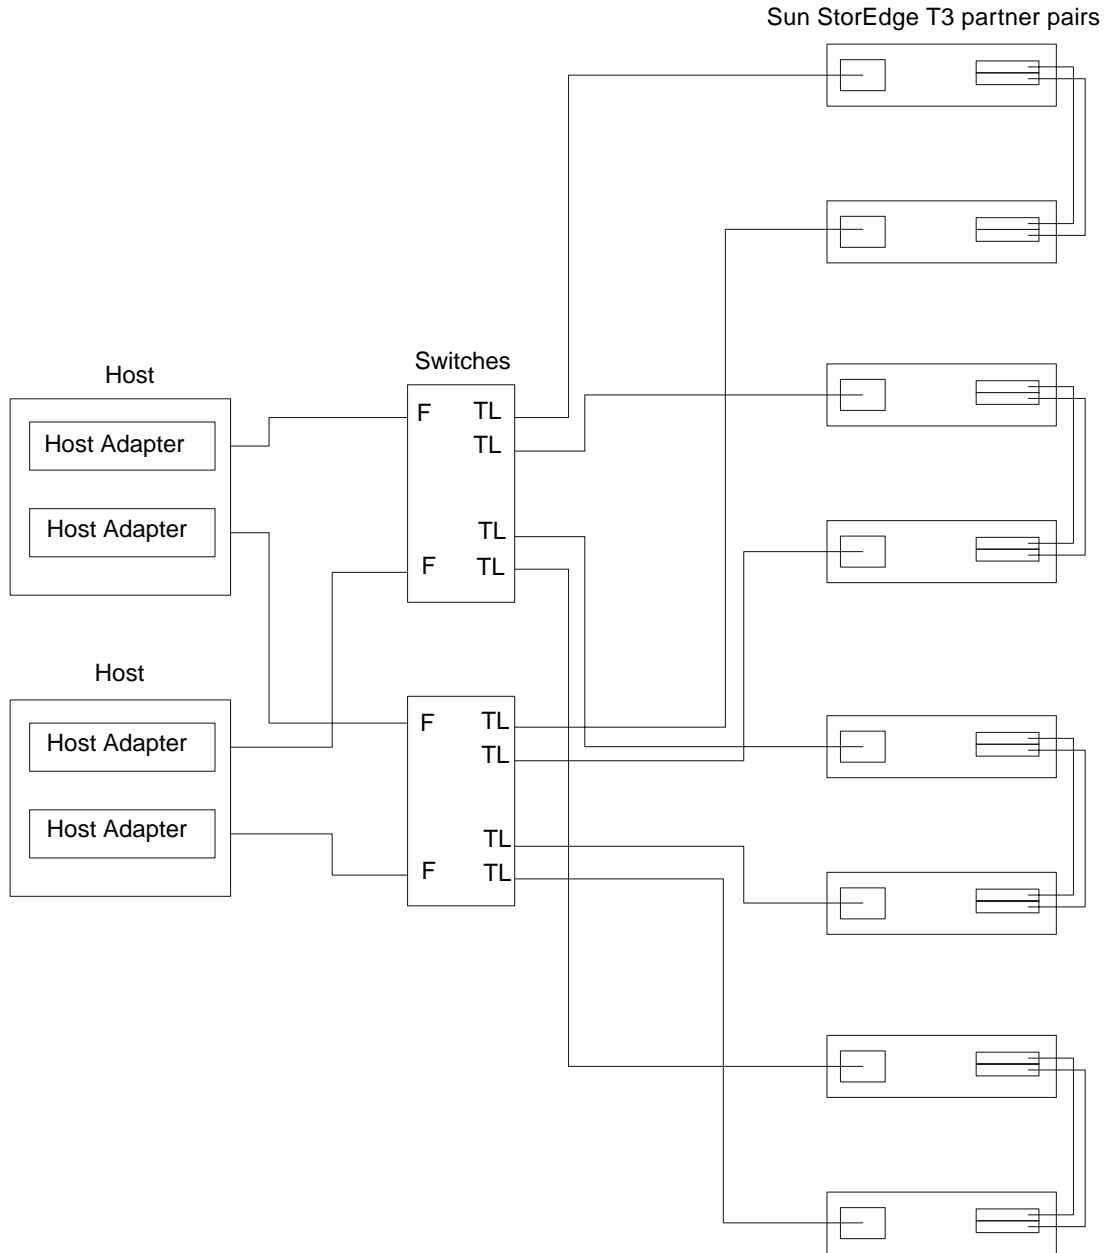 Sun StorEdge T3 partner pairs
Switches
Host
F TL
Host Adapter
TL
Host Adapter
TL
F TL
Host
F TL
Host Adapter
TL
Host Adapter
TL
F TL